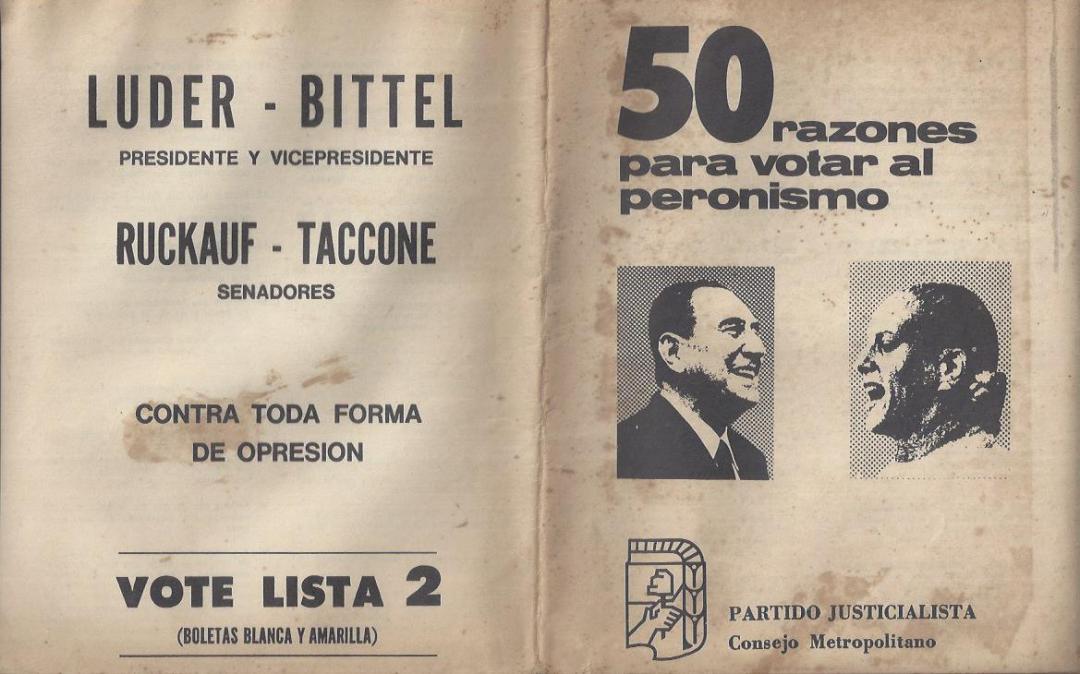 LUDER - BITTEL
PRESIDENTE Y VICEPRESIDENTE
RUCKAUF - TACCONE
SENADORES
CONTRA TODA FORMA
DE OPRESION
VOTE LISTA 2
(BOLETAS BLANCA Y AMARILLA)
50 razones
para votar al
peronismo
PARTIDO JUSTICIALISTA
Consejo Metropolitano